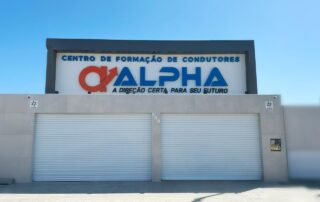 CENTRO DE FORMAÇÃO DE CONDUTORES
ALPHA
A DIREÇÃO CERTA PARA SEU FUTURO